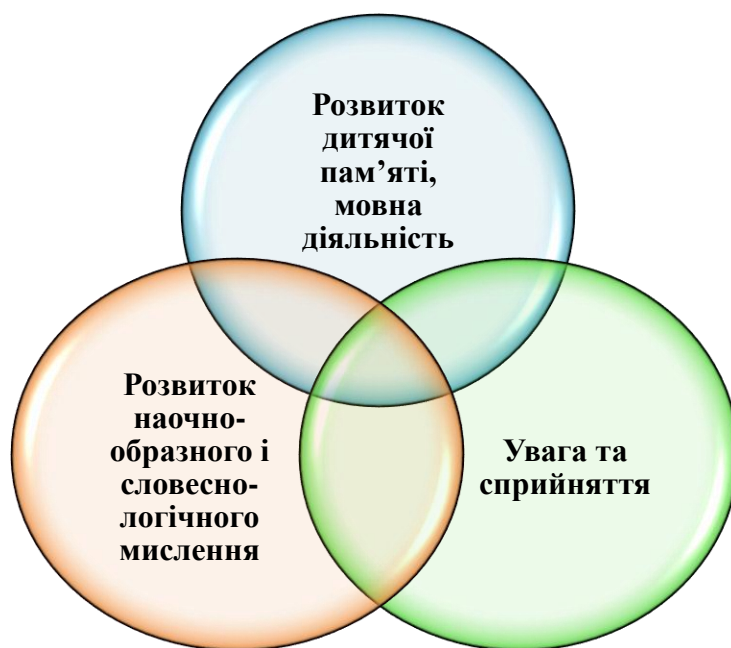 Розвиток
дитячої
пам’яті,
мовна
діяльність
Розвиток
наочно-
образного і
словесно-
логічного
мислення
Увага та
сприйняття